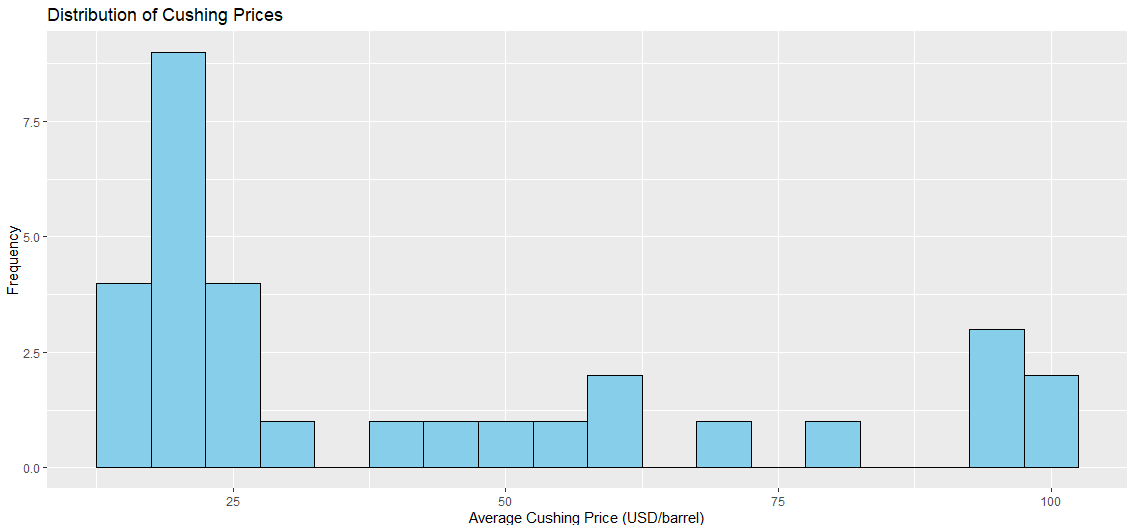 Distribution of Cushing Prices
7.5
5.0
2.5
0.0
Frequency
25 50 75 100
Average Cushing Price (USD/barrel)